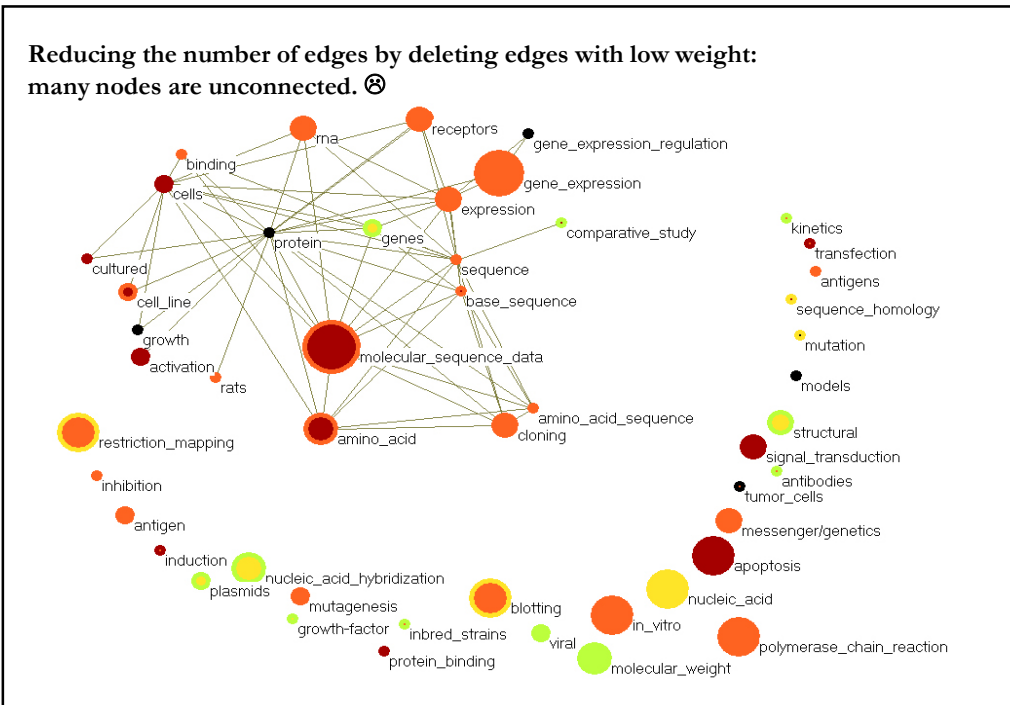 Reducing the number of edges by deleting edges with low weight:
many nodes are unconnected. ☹
rna
receptors
gene_expression_regulation
binding
gene_expression
cells
expression
kinetics
genes
comparative_study
protein
transfection
cultured
sequence
antigens
cell_line
base_sequence
sequence_homology
growth
mutation
molecular_sequence_data
activation
models
rats
amino_acid_sequence
restriction_mapping
amino_acid
cloning
structural
signal_transduction
inhibition
antibodies
tumor_cells
antigen
messenger/genetics
induction
apoptosis
nucleic_acid_hybridization
plasmids
nucleic_acid
mutagenesis
blotting
growth-factor
inbred_strains
in_vitro
viral
polymerase_chain_reaction
protein_binding
molecular_weight